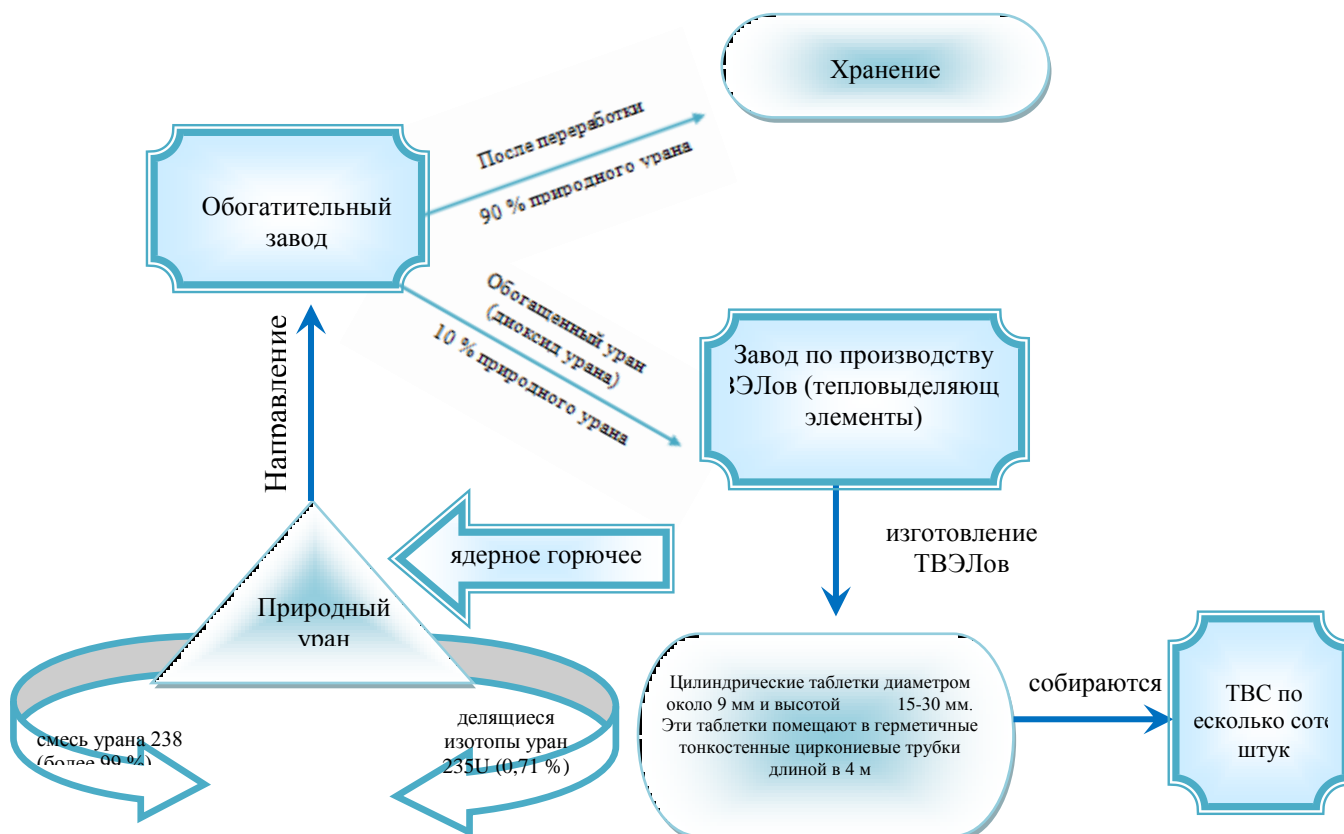 Хранение
После переработки
90 % природного урана
Обогатительный
завод
Обогащенный уран
(диоксид урана)
10 % природного урана
Направление
Завод по производству
ВЭЛов (тепловыделяющ
элементы)
ядерное горючее
изготовление
ТВЭЛов
Природный
уран
смесь урана 238
(более 99 %)
делящиеся
изотопы уран
235U (0,71 %)
Цилиндрические таблетки диаметром
около 9 мм и высотой 15-30 мм.
Эти таблетки помещают в герметичные
тонкостенные циркониевые трубки
длиной в 4 м
собираются
ТВС по
есколько соте
штук